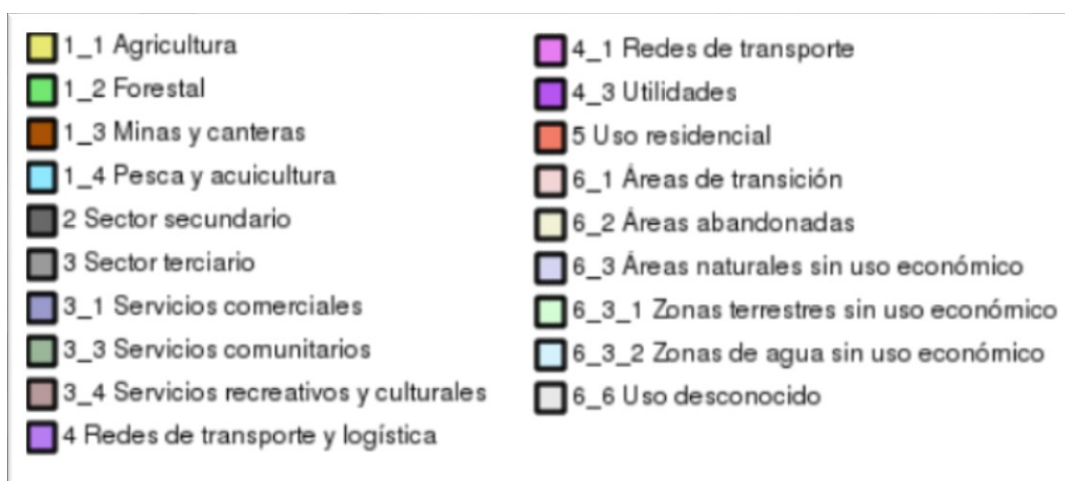 1_1 Agricultura
1_2 Forestal
1_3 Minas y canteras
1_4 Pesca y acuicultura
2 Sector secundario
3 Sector terciario
3_1 Servicios comerciales
3_3 Servicios comunitarios
3_4 Servicios recreativos y culturales
4 Redes de transporte y logística
4_1 Redes de transporte
4_3 Utilidades
5 Uso residencial
6_1 Áreas de transición
6_2 Áreas abandonadas
6_3 Áreas naturales sin uso económico
6_3_1 Zonas terrestres sin uso económico
6_3_2 Zonas de agua sin uso económico
6_6 Uso desconocido